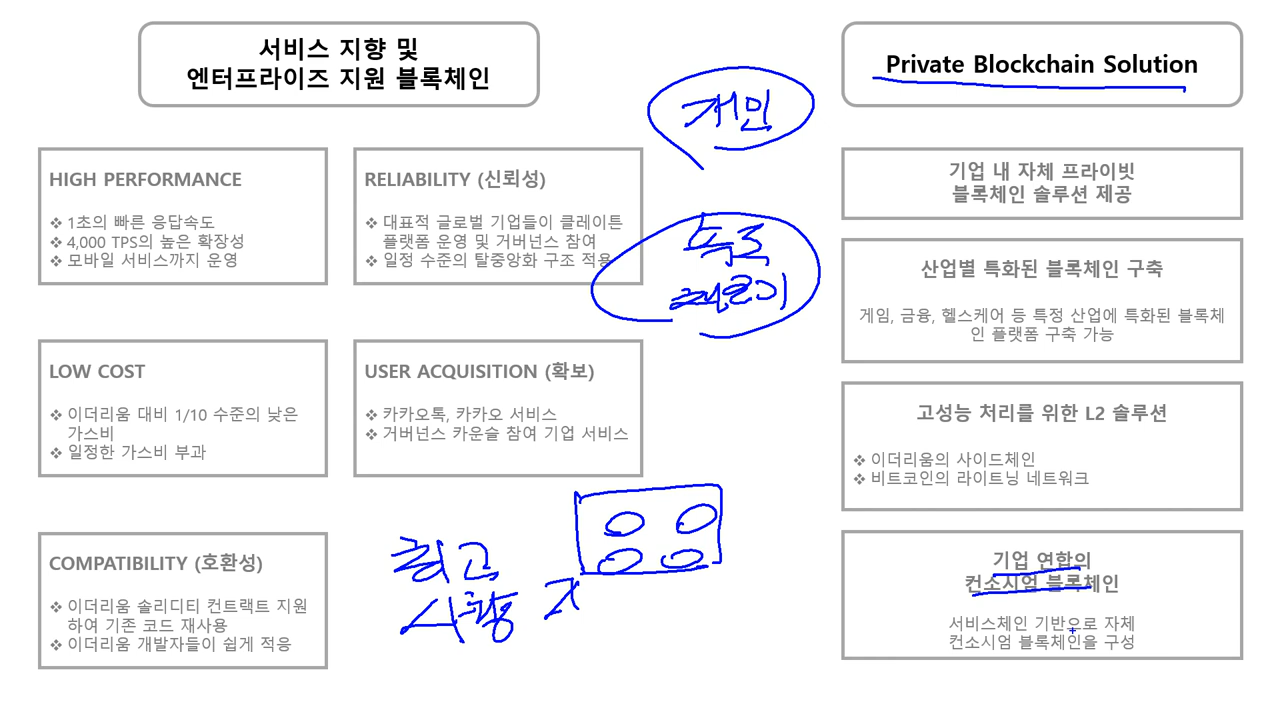 서비스 지향 및
엔터프라이즈 지원 블록체인
HIGH PERFORMANCE
❖ 1초의 빠른 응답속도
❖ 4,000 TPS의 높은 확장성
❖ 모바일 서비스까지 운영
RELIABILITY (신뢰성)
❖ 대표적 글로벌 기업들이 클레이튼
플랫폼 운영 및 거버넌스 참여
❖ 일정 수준의 탈중앙화 구조 적용
LOW COST
❖ 이더리움 대비 1/10 수준의 낮은
가스비
❖ 일정한 가스비 부과
USER ACQUISITION (확보)
❖ 카카오톡, 카카오 서비스
❖ 거버넌스 카운슬 참여 기업 서비스
COMPATIBILITY (호환성)
❖ 이더리움 솔리디티 컨트랙트 지원
하여 기존 코드 재사용
❖ 이더리움 개발자들이 쉽게 적응
개인
속도
최고
사양
Private Blockchain Solution
기업 내 자체 프라이빗
블록체인 솔루션 제공
산업별 특화된 블록체인 구축
게임, 금융, 헬스케어 등 특정 산업에 특화된 블록체
인 플랫폼 구축 가능
고성능 처리를 위한 L2 솔루션
❖ 이더리움의 사이드체인
❖ 비트코인의 라이트닝 네트워크
기업 연합의
컨소시엄 블록체인
서비스체인 기반으로 자체
컨소시엄 블록체인을 구성